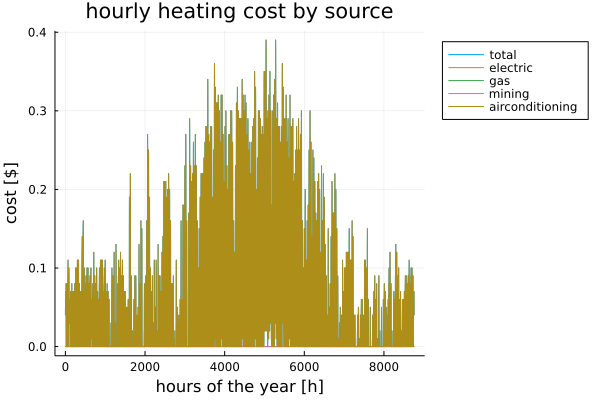 hourly heating cost by source
cost [$]
0.4
0.3
0.2
0.1
0.0
0 2000 4000 6000 8000
hours of the year [h]
total
electric
gas
mining
airconditioning